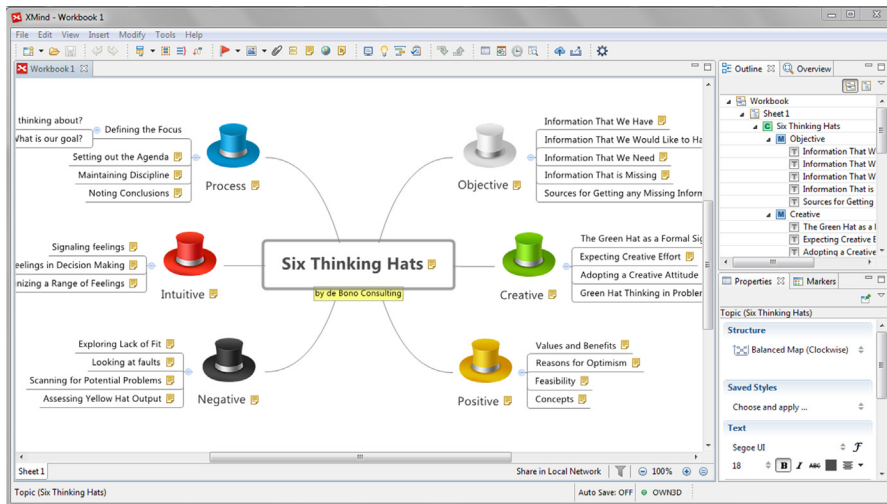 XMind - Workbook 1
File Edit View Insert Modify Tools Help
Workbook 1
thinking about?
What is our goal?
Defining the Focus
Setting out the Agenda
Maintaining Discipline
Noting Conclusions
Process
Signaling feelings
eelings in Decision Making
nizing a Range of Feelings
Intuitive
Exploring Lack of Fit
Looking at faults
Scanning for Potential Problems
Assessing Yellow Hat Output
Negative
Six Thinking Hats
by de Bono Consulting
Information That We Have
Information That We Would Like to Ha
Information That We Need
Information That is Missing
Sources for Getting any Missing Inform
Objective
The Green Hat as a Formal Sig
Expecting Creative Effort
Adopting a Creative Attitude
Green Hat Thinking in Problem
Creative
Values and Benefits
Reasons for Optimism
Feasibility
Concepts
Positive
Sheet 1
Share in Local Network
100%
Topic (Six Thinking Hats)
Auto Save: OFF
OWN3D
Outline
Overview
Workbook
Sheet 1
Six Thinking Hats
Objective
Information That W
Information That W
Information That W
Information that is
Sources for Getting
Creative
The Green Hat as a
Expecting Creative E
Adopting a Creative
Properties
Markers
Topic (Six Thinking Hats)
Structure
Balanced Map (Clockwise)
Saved Styles
Choose and apply ...
Text
Segoe UI
18
B I ABC